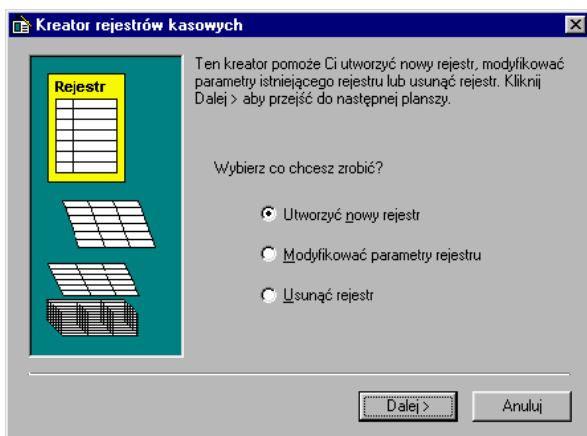 Kreator rejestrów kasowych
Rejestr
Ten kreator pomoże Ci utworzyć nowy rejestr, modyfikować
parametry istniejącego rejestru lub usunąć rejestr. Kliknij
Dalej > aby przejść do następnej planszy.
Wybierz co chcesz zrobić?
Utworzyć nowy rejestr
Modyfikować parametry rejestru
Usunąć rejestr
Dalej >
Anuluj